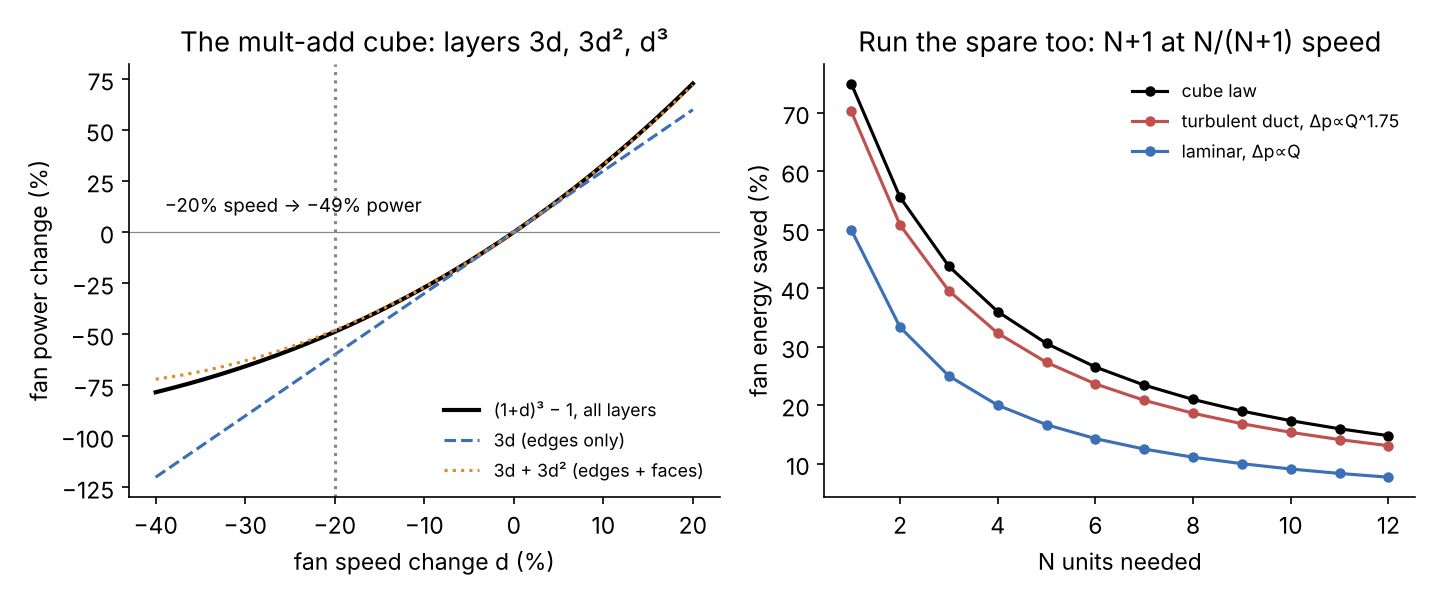 The mult-add cube: layers 3d, 3d², d³
fan power change (%)
75
50
25
0
−25
−50
−75
−100
−125
−20% speed → −49% power
(1+d)³ − 1, all layers
3d (edges only)
3d + 3d² (edges + faces)
−40
−30
−20
−10
0
10
20
fan speed change d (%)
Run the spare too: N+1 at N/(N+1) speed
fan energy saved (%)
70
60
50
40
30
20
10
cube law
turbulent duct, Δp∝Q^1.75
laminar, Δp∝Q
2
4
6
8
10
12
N units needed